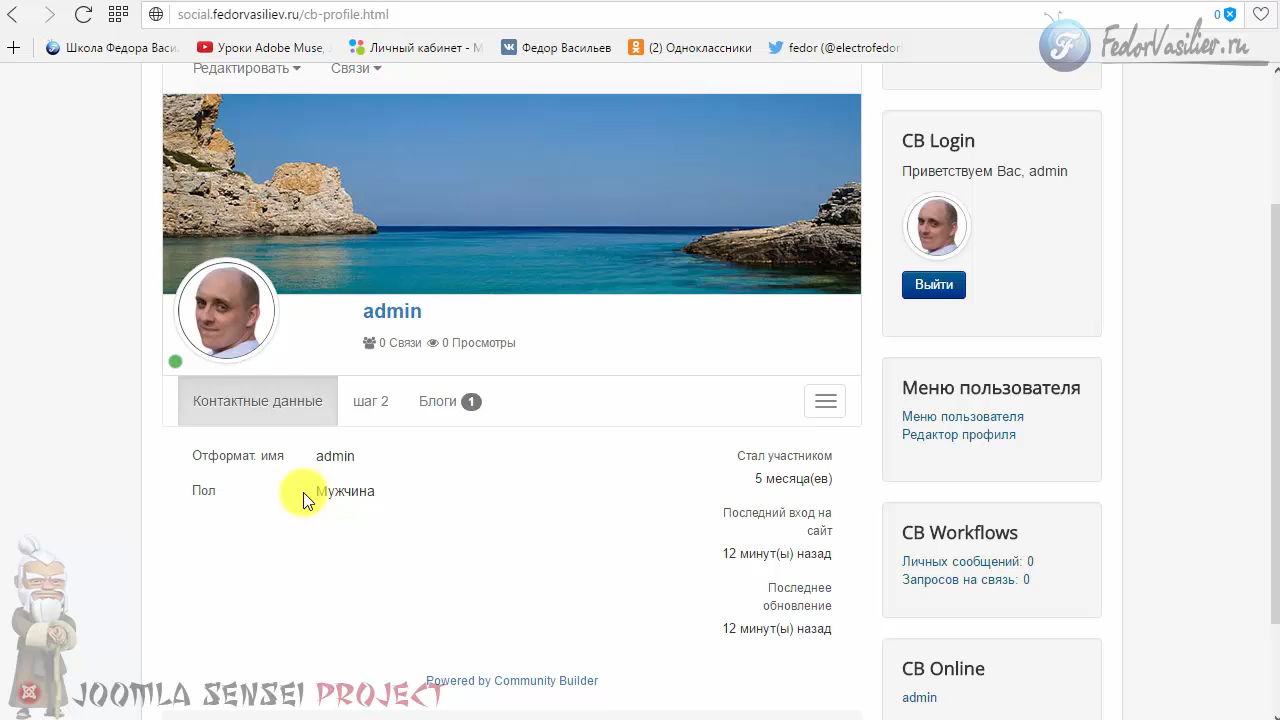 social.fedorvasiliev.ru/cb-profile.html
0
Школа Федора Васи.
Уроки Adobe Muse,
Личный кабинет - М
Федор Васильев
(2) Одноклассники
fedor (@electrofedor
FedorVasiliev.ru
Редактировать
Связи
admin
0 Связи
0 Просмотры
Контактные данные
шаг 2
Блоги 1
Отформат. имя
admin
Пол
Мужчина
Стал участником
5 месяца(ев)
Последний вход на
сайт
12 минут(ы) назад
Последнее
обновление
12 минут(ы) назад
Powered by Community Builder
CB Login
Приветствуем Вас, admin
Выйти
Меню пользователя
Меню пользователя
Редактор профиля
CB Workflows
Личных сообщений: 0
Запросов на связь: 0
CB Online
admin
JOOMLA SENSEI PROJECT